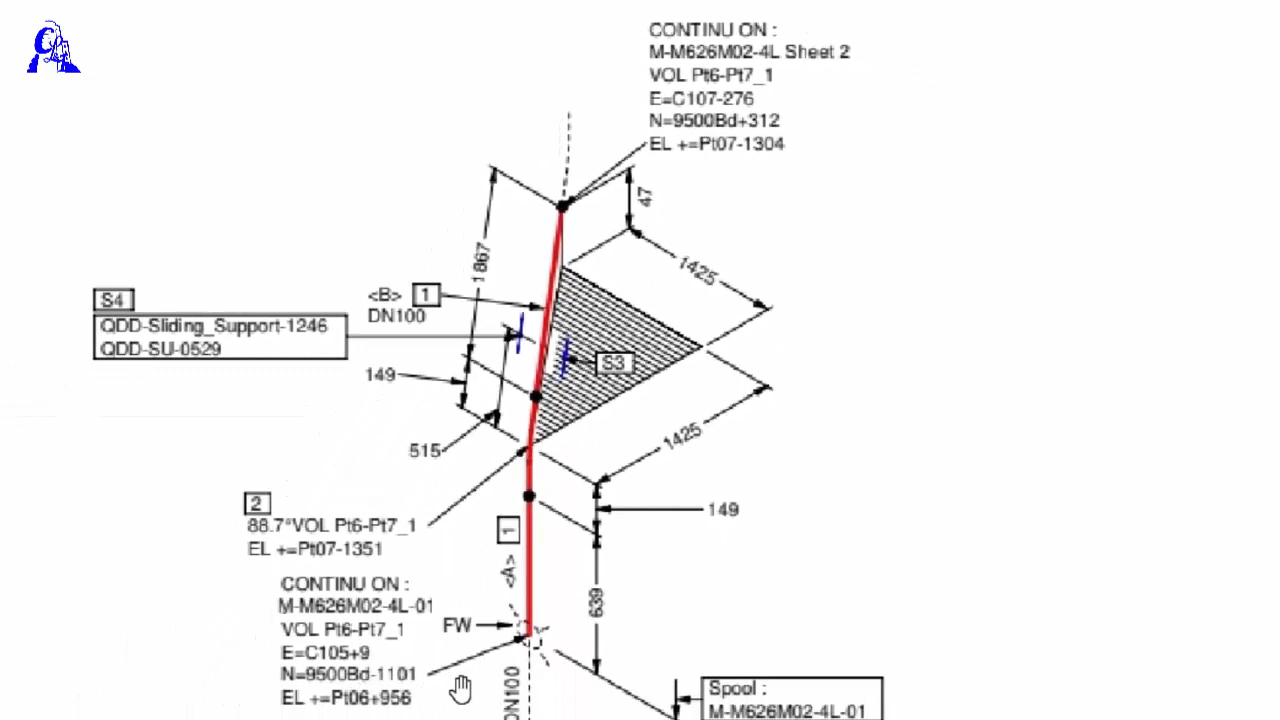 CONTINU ON :
M-M626M02-4L Sheet 2
VOL Pt6-Pt7_1
E=C107-276
N=9500Bd+312
EL +=Pt07-1304
47
1425
1867
S4
QDD-Sliding_Support-1246
QDD-SU-0529
<B> 1
DN100
S3
149
515
1425
2
88.7°VOL Pt6-Pt7_1
EL +=Pt07-1351
149
1
<A>
639
CONTINU ON :
M-M626M02-4L-01
VOL Pt6-Pt7_1
E=C105+9
N=9500Bd-1101
EL +=Pt06+956
FW
DN100
Spool :
M-M626M02-4L-01